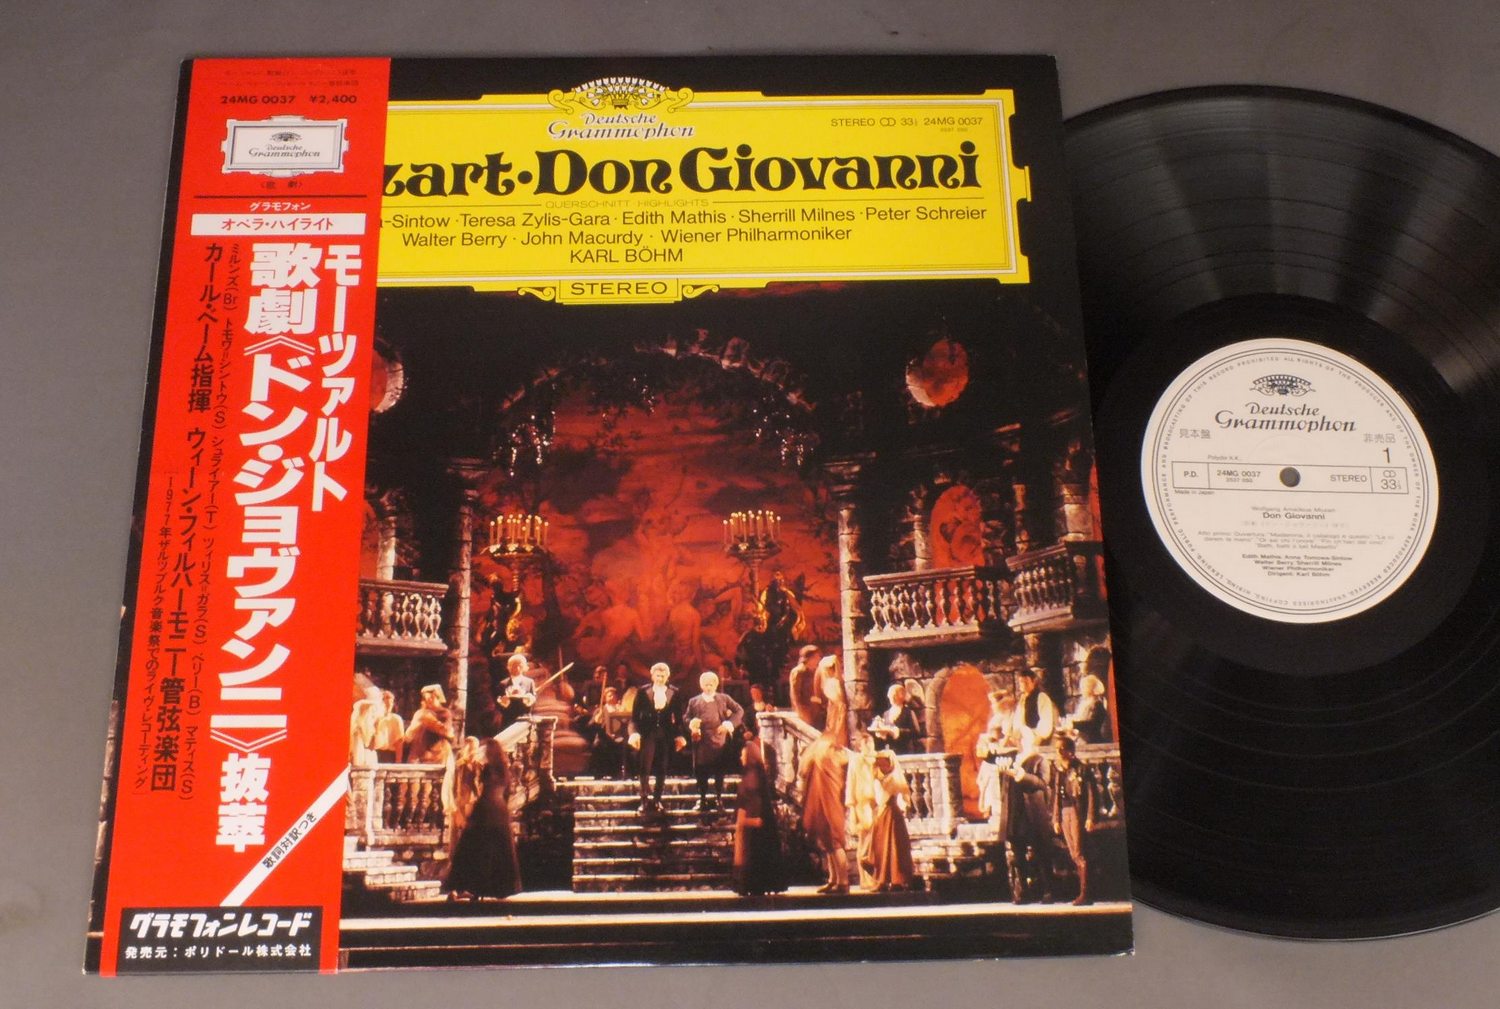 24MG 0037 ¥2,400
Deutsche
Grammophon
〈歌劇〉
グラモフォン
オペラ・ハイライト
モーツァルト
歌劇《ドン・ジョヴァンニ》抜萃
ミルンズ(Br) トモワ=シントウ(S) シュライアー(T) ツィリス=ガラ(S) ベリー(B) マティス(S)
カール・ベーム指揮 ウィーン・フィルハーモニー管弦楽団
[1977年ザルツブルク音楽祭でのライヴ・レコーディング]
歌詞対訳つき
グラモフォンレコード
発売元：ポリドール株式会社
Deutsche
Grammophon
STEREO 33⅓ 24MG 0037
2537 050
zart·Don Giovanni
QUERSCHNITT HIGHLIGHTS
a-Sintow · Teresa Zylis-Gara · Edith Mathis · Sherrill Milnes · Peter Schreier
Walter Berry · John Macurdy · Wiener Philharmoniker
KARL BÖHM
STEREO
Deutsche
Grammophon
見本盤 非売品
1
Polydor K.K.,
P.D. 24MG 0037 STEREO 33⅓
2537 050
Made in Japan
Wolfgang Amadeus Mozart
Don Giovanni
Edith Mathis, Anna Tomowa-Sintow
Walter Berry, Sherrill Milnes
Wiener Philharmoniker
Dirigent: Karl Böhm